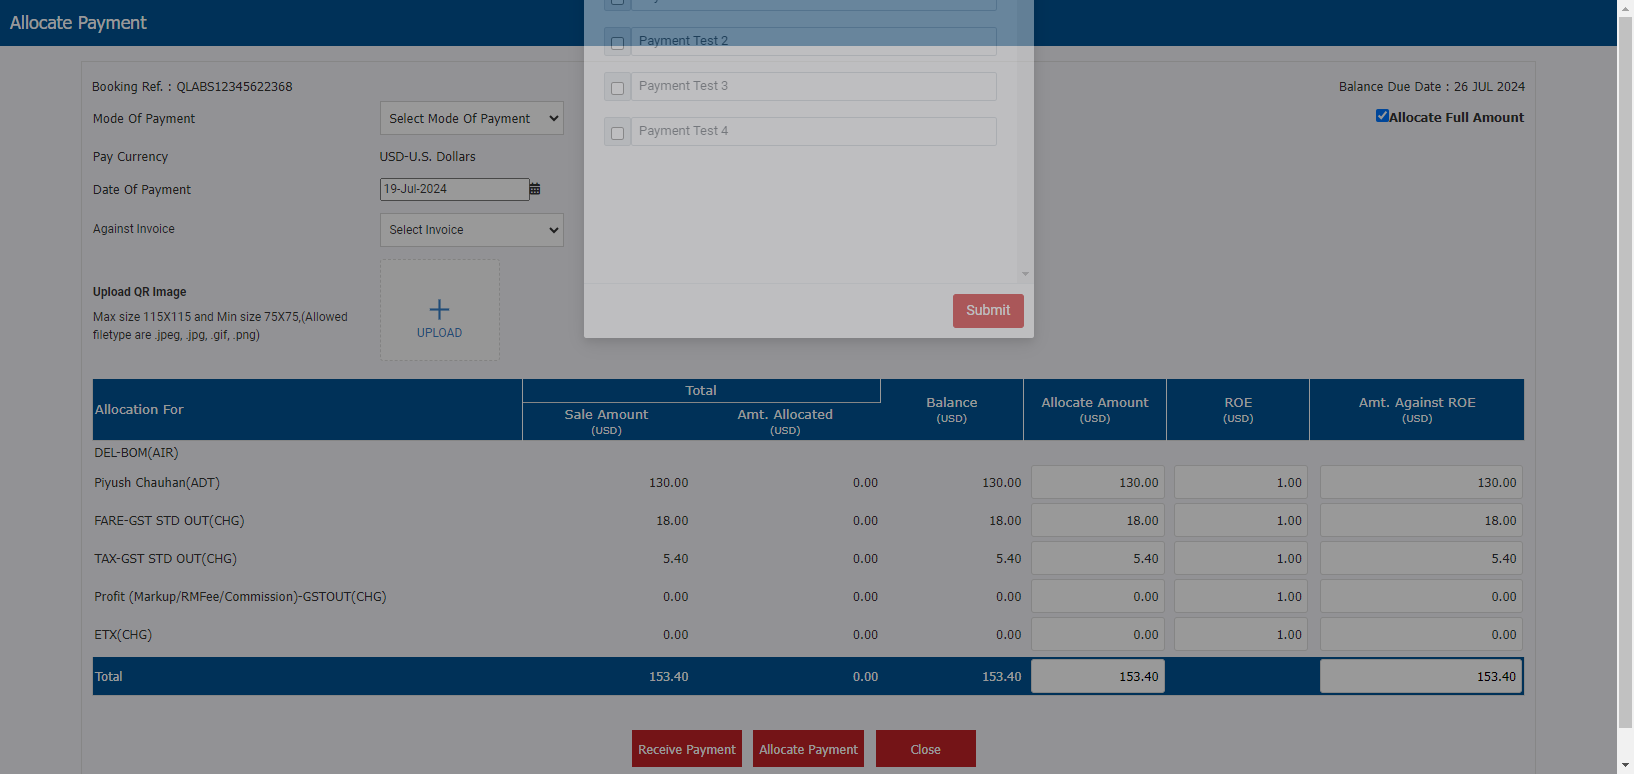 Allocate Payment
Payment Test 2
Payment Test 3
Payment Test 4
Submit
Booking Ref. : QLABS12345622368
Balance Due Date : 26 JUL 2024
Mode Of Payment
Select Mode Of Payment
Allocate Full Amount
Pay Currency
USD-U.S. Dollars
Date Of Payment
19-Jul-2024
Against Invoice
Select Invoice
Upload QR Image
Max size 115X115 and Min size 75X75,(Allowed
filetype are .jpeg, .jpg, .gif, .png)
UPLOAD
Allocation For
Total
Sale Amount
(USD)
Amt. Allocated
(USD)
Balance
(USD)
Allocate Amount
(USD)
ROE
(USD)
Amt. Against ROE
(USD)
DEL-BOM(AIR)
Piyush Chauhan(ADT) 130.00 0.00 130.00 130.00 1.00 130.00
FARE-GST STD OUT(CHG) 18.00 0.00 18.00 18.00 1.00 18.00
TAX-GST STD OUT(CHG) 5.40 0.00 5.40 5.40 1.00 5.40
Profit (Markup/RMFee/Commission)-GSTOUT(CHG) 0.00 0.00 0.00 0.00 1.00 0.00
ETX(CHG) 0.00 0.00 0.00 0.00 1.00 0.00
Total 153.40 0.00 153.40 153.40 153.40
Receive Payment
Allocate Payment
Close